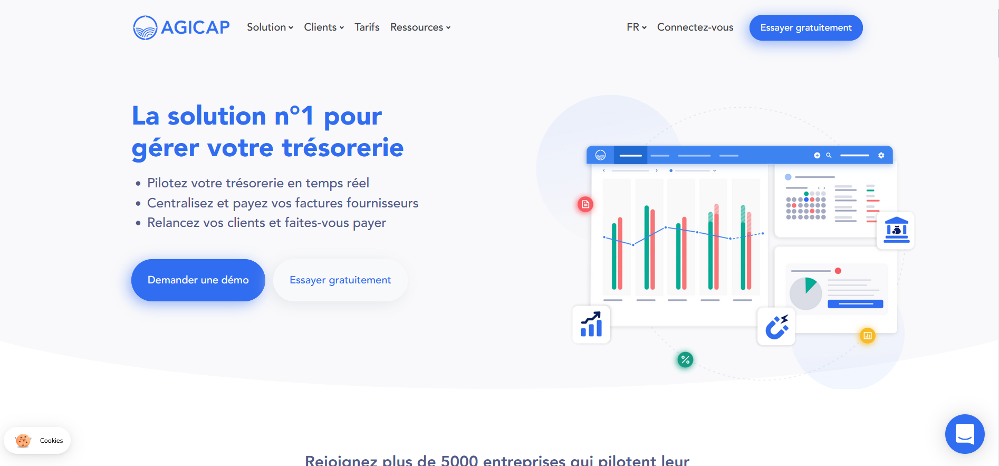 AGICAP
Solution
Clients
Tarifs
Ressources
FR
Connectez-vous
Essayer gratuitement
La solution n°1 pour
gérer votre trésorerie
• Pilotez votre trésorerie en temps réel
• Centralisez et payez vos factures fournisseurs
• Relancez vos clients et faites-vous payer
Demander une démo
Essayer gratuitement
Cookies
Rejoignez plus de 5000 entreprises qui pilotent leur